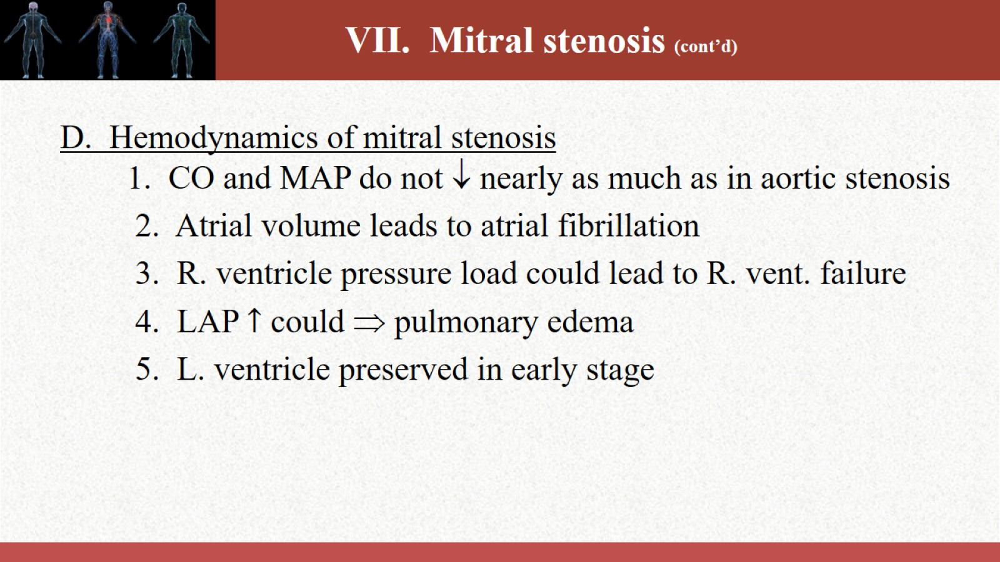 VII. Mitral stenosis (cont’d)
D. Hemodynamics of mitral stenosis
1. CO and MAP do not ↓ nearly as much as in aortic stenosis
2. Atrial volume leads to atrial fibrillation
3. R. ventricle pressure load could lead to R. vent. failure
4. LAP ↑ could ⇒ pulmonary edema
5. L. ventricle preserved in early stage